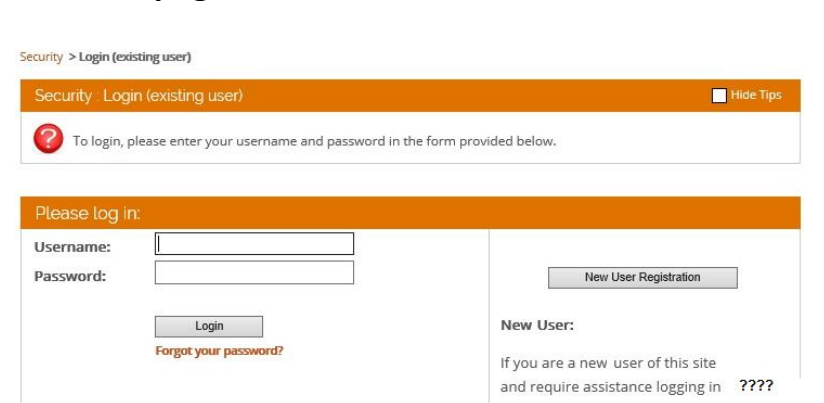 Security > Login (existing user)
Security : Login (existing user)
Hide Tips
? To login, please enter your username and password in the form provided below.
Please log in:
Username:
Password:
Login
Forgot your password?
New User Registration
New User:
If you are a new user of this site
and require assistance logging in ????